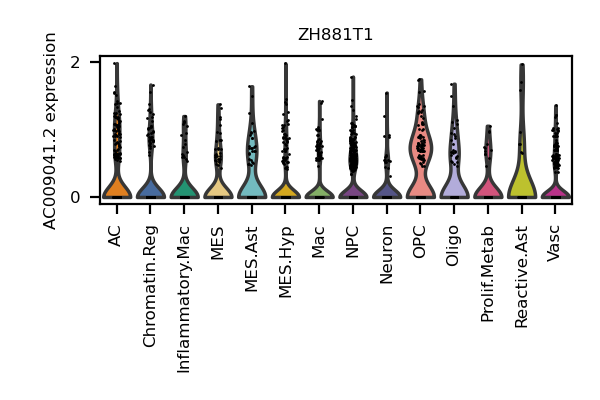 ZH881T1
AC009041.2 expression
2
0
AC
Chromatin.Reg
Inflammatory.Mac
MES
MES.Ast
MES.Hyp
Mac
NPC
Neuron
OPC
Oligo
Prolif.Metab
Reactive.Ast
Vasc